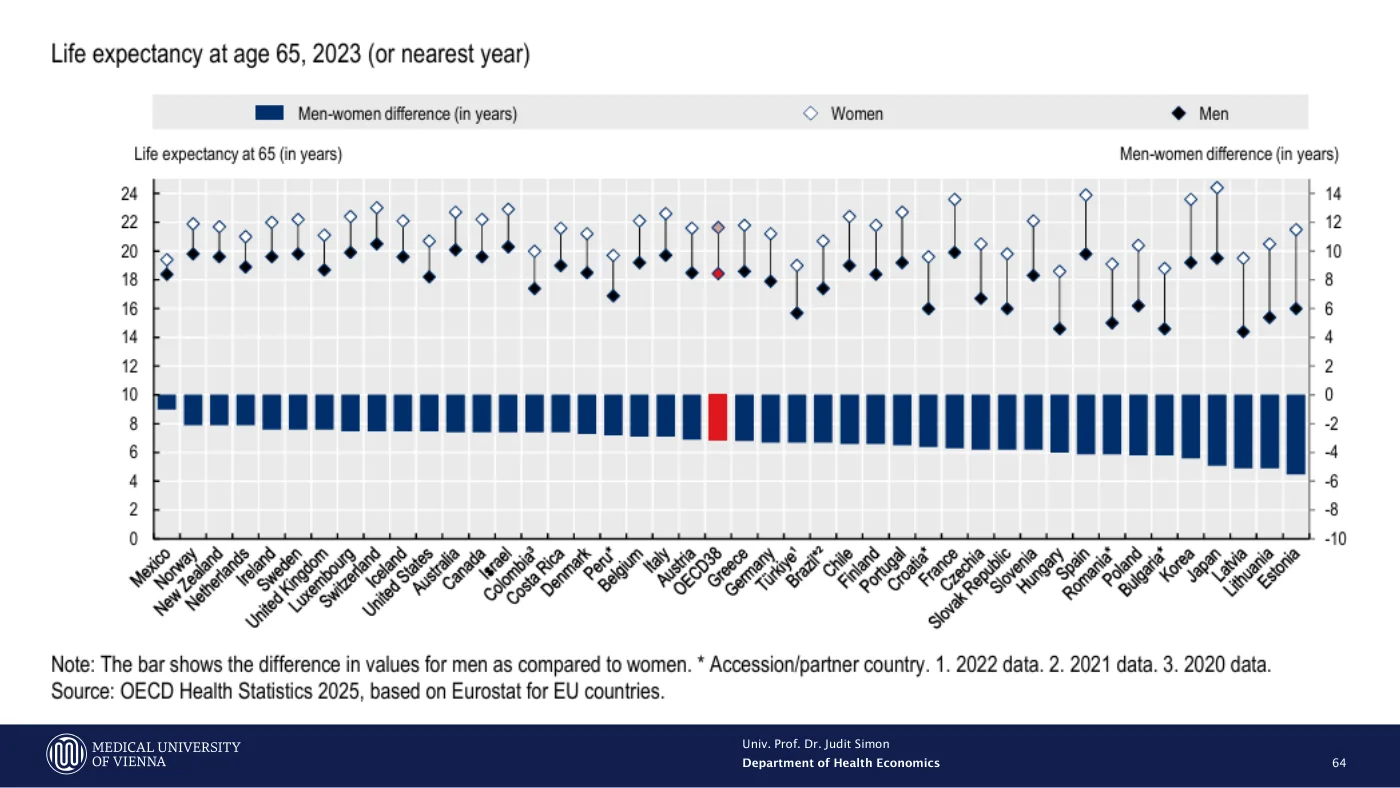 Life expectancy at age 65, 2023 (or nearest year)
Men-women difference (in years)
Women
Men
Life expectancy at 65 (in years)
Men-women difference (in years)
24
22
20
18
16
14
12
10
8
6
4
2
0
14
12
10
8
6
4
2
0
-2
-4
-6
-8
-10
Mexico
Norway
New Zealand
Netherlands
Ireland
Sweden
United Kingdom
Luxembourg
Switzerland
Iceland
United States
Australia
Canada
Israel
Colombia³
Costa Rica
Denmark
Peru*
Belgium
Italy
Austria
OECD38
Greece
Germany
Türkiye¹
Brazil*²
Chile
Finland
Portugal
Croatia*
France
Czechia
Slovak Republic
Slovenia
Hungary
Spain
Romania*
Poland
Bulgaria*
Korea
Japan
Latvia
Lithuania
Estonia
Note: The bar shows the difference in values for men as compared to women. * Accession/partner country. 1. 2022 data. 2. 2021 data. 3. 2020 data.
Source: OECD Health Statistics 2025, based on Eurostat for EU countries.
MEDICAL UNIVERSITY
OF VIENNA
Univ. Prof. Dr. Judit Simon
Department of Health Economics
64